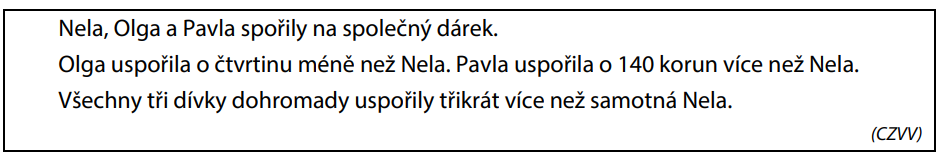 Nela, Olga a Pavla spořily na společný dárek.
Olga uspořila o čtvrtinu méně než Nela. Pavla uspořila o 140 korun více než Nela.
Všechny tři dívky dohromady uspořily třikrát více než samotná Nela.
(CZVV)